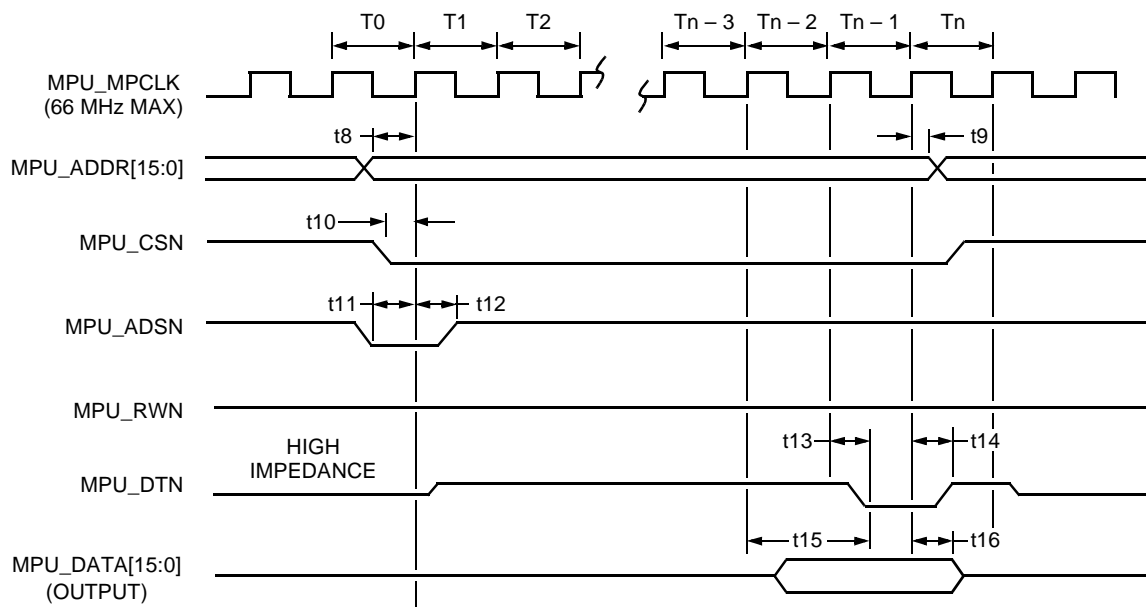 T0 T1 T2 Tn – 3 Tn – 2 Tn – 1 Tn
MPU_MPCLK
(66 MHz MAX)
t8 t9
MPU_ADDR[15:0]
t10
MPU_CSN
t11 t12
MPU_ADSN
MPU_RWN
t13 t14
HIGH
IMPEDANCE
MPU_DTN
t15 t16
MPU_DATA[15:0]
(OUTPUT)